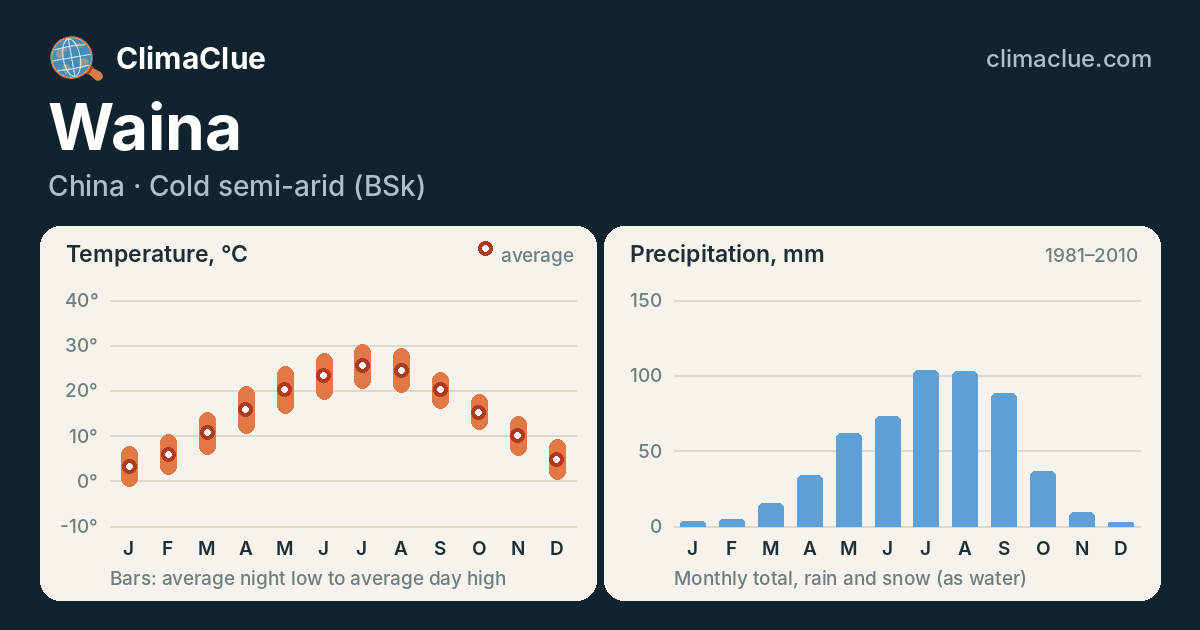 ClimaClue
climaclue.com
Waina
China · Cold semi-arid (BSk)
Temperature, °C
average
40°
30°
20°
10°
0°
-10°
J F M A M J J A S O N D
Bars: average night low to average day high
Precipitation, mm
1981–2010
150
100
50
0
J F M A M J J A S O N D
Monthly total, rain and snow (as water)